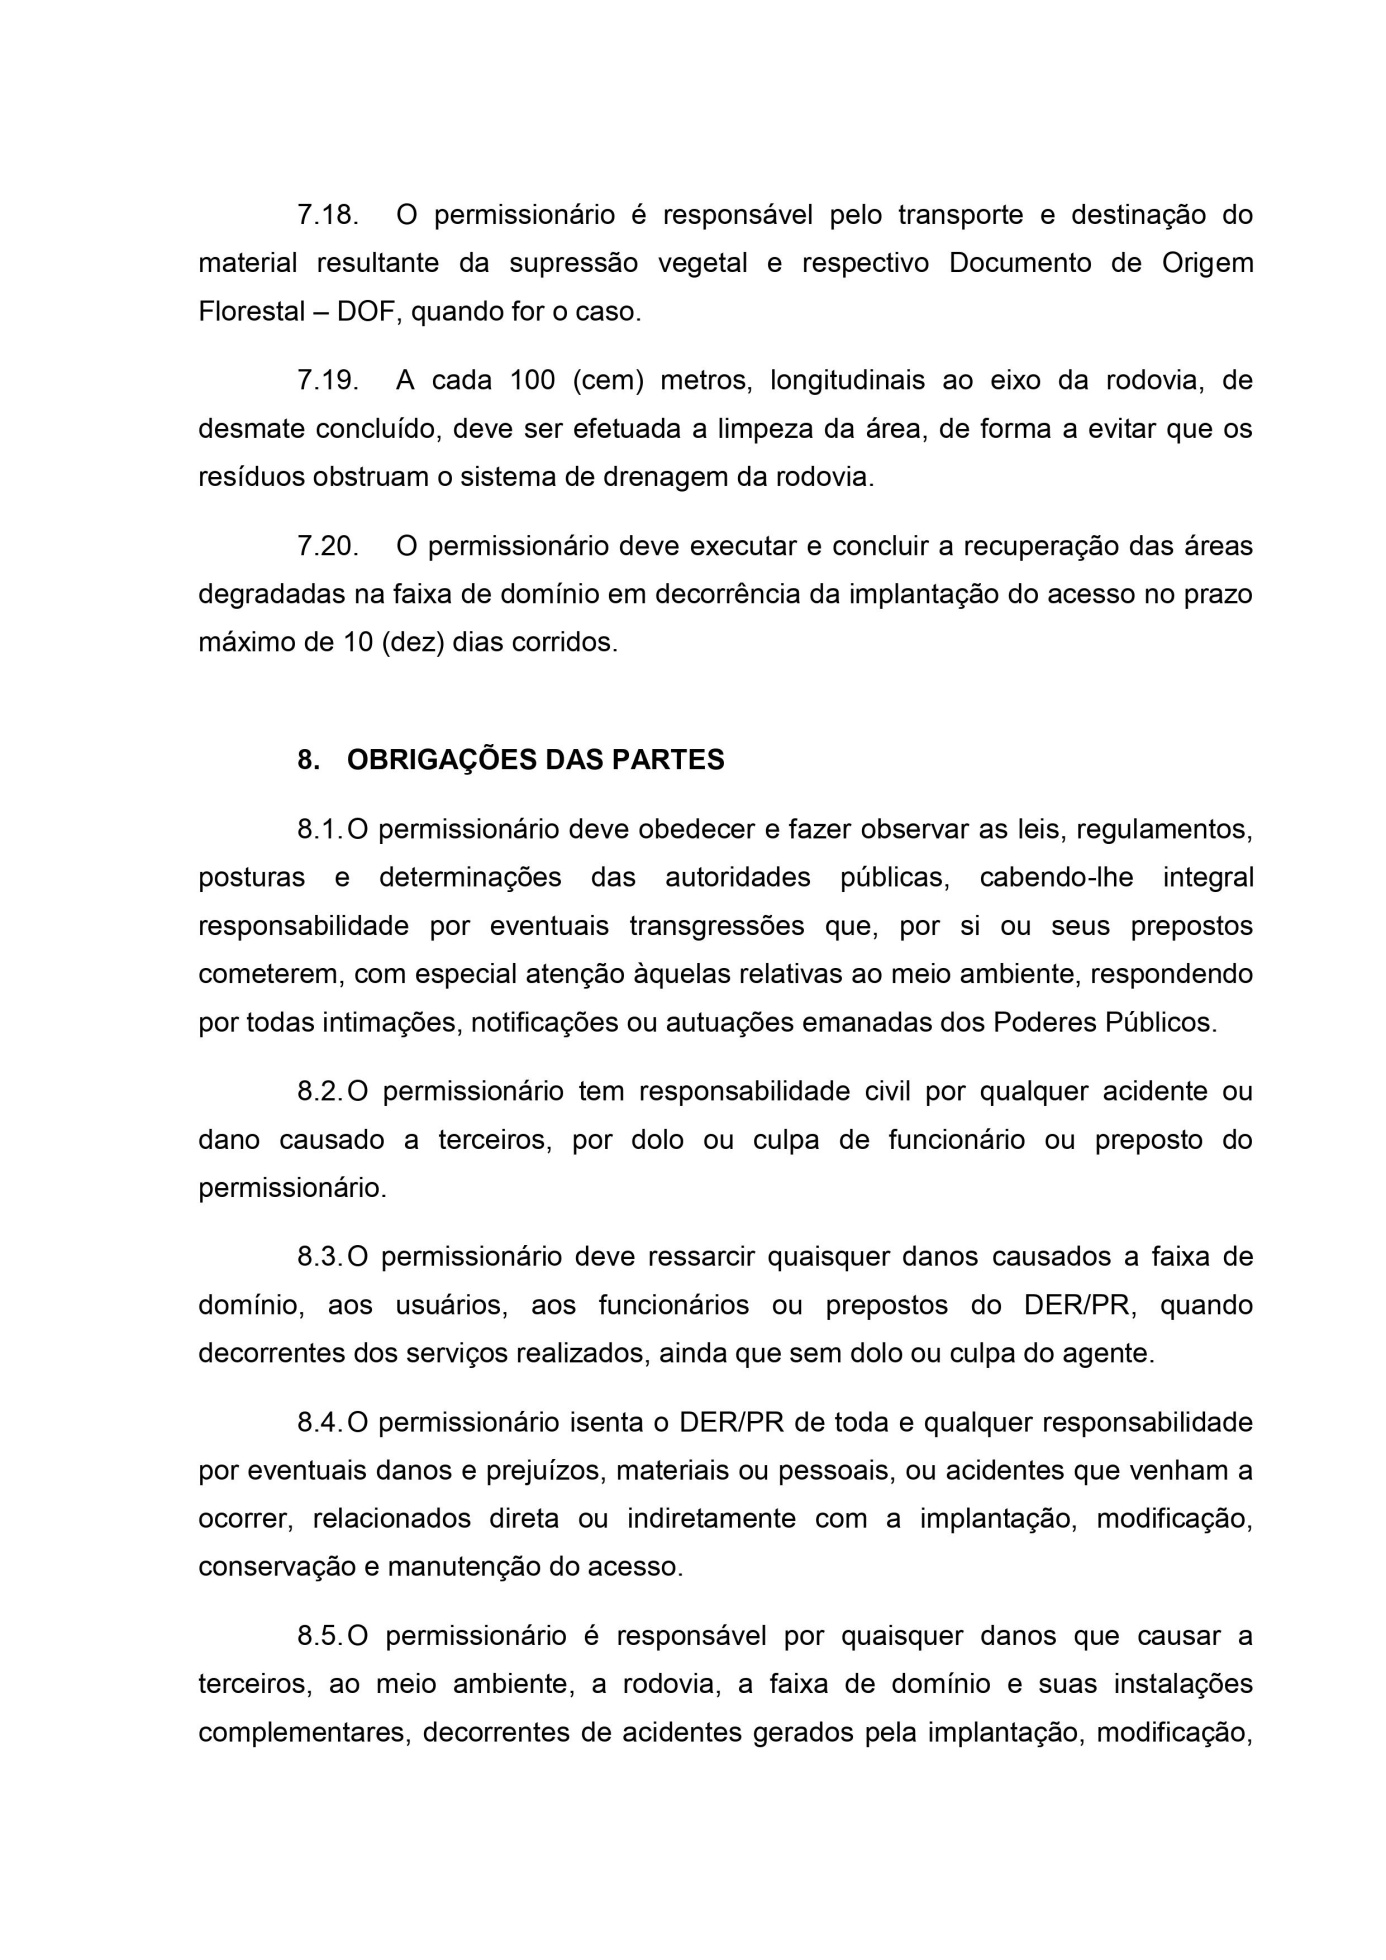 7.18. O permissionário é responsável pelo transporte e destinação do
material resultante da supressão vegetal e respectivo Documento de Origem
Florestal – DOF, quando for o caso.
7.19. A cada 100 (cem) metros, longitudinais ao eixo da rodovia, de
desmate concluído, deve ser efetuada a limpeza da área, de forma a evitar que os
resíduos obstruam o sistema de drenagem da rodovia.
7.20. O permissionário deve executar e concluir a recuperação das áreas
degradadas na faixa de domínio em decorrência da implantação do acesso no prazo
máximo de 10 (dez) dias corridos.
8. OBRIGAÇÕES DAS PARTES
8.1. O permissionário deve obedecer e fazer observar as leis, regulamentos,
posturas e determinações das autoridades públicas, cabendo-lhe integral
responsabilidade por eventuais transgressões que, por si ou seus prepostos
cometerem, com especial atenção àquelas relativas ao meio ambiente, respondendo
por todas intimações, notificações ou autuações emanadas dos Poderes Públicos.
8.2. O permissionário tem responsabilidade civil por qualquer acidente ou
dano causado a terceiros, por dolo ou culpa de funcionário ou preposto do
permissionário.
8.3. O permissionário deve ressarcir quaisquer danos causados a faixa de
domínio, aos usuários, aos funcionários ou prepostos do DER/PR, quando
decorrentes dos serviços realizados, ainda que sem dolo ou culpa do agente.
8.4. O permissionário isenta o DER/PR de toda e qualquer responsabilidade
por eventuais danos e prejuízos, materiais ou pessoais, ou acidentes que venham a
ocorrer, relacionados direta ou indiretamente com a implantação, modificação,
conservação e manutenção do acesso.
8.5. O permissionário é responsável por quaisquer danos que causar a
terceiros, ao meio ambiente, a rodovia, a faixa de domínio e suas instalações
complementares, decorrentes de acidentes gerados pela implantação, modificação,